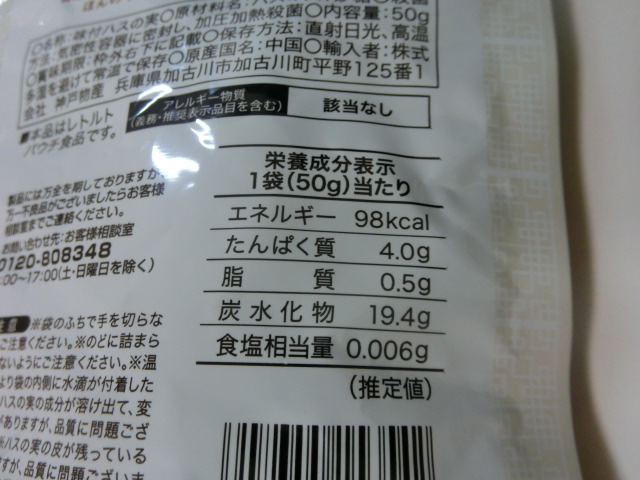 ○名称:味付ハスの実○原材料名:
方法:気密性容器に密封し、加圧加熱殺菌○内容量:50g
○賞味期限:枠外右下に記載○保存方法:直射日光、高温
多湿を避けて常温で保存○原産国名:中国○輸入者:株式
会社 神戸物産 兵庫県加古川市加古川町平野125番1
アレルギー物質
(義務・推奨表示品目を含む)
該当なし
■本品はレトルト
パウチ食品です。
栄養成分表示
1袋(50g)当たり
エネルギー 98kcal
たんぱく質 4.0g
脂質 0.5g
炭水化物 19.4g
食塩相当量 0.006g
(推定値)
製品には万全を期しておりますが
万一不良品がございましたらお客様
相談室までご連絡ください。
お問い合わせ先:お客様相談室
0120-808348
:00~17:00(土・日曜日を除く)
※袋のふちで手を切らな
ご注意ください。※のどに詰まら
ないようにご注意ください。※温
より袋の内側に水滴が付着した
ハスの実の成分が溶け出て、変
がありますが、品質に問題ござ
※ハスの実の皮が残っている
すが、品質に問題ございま